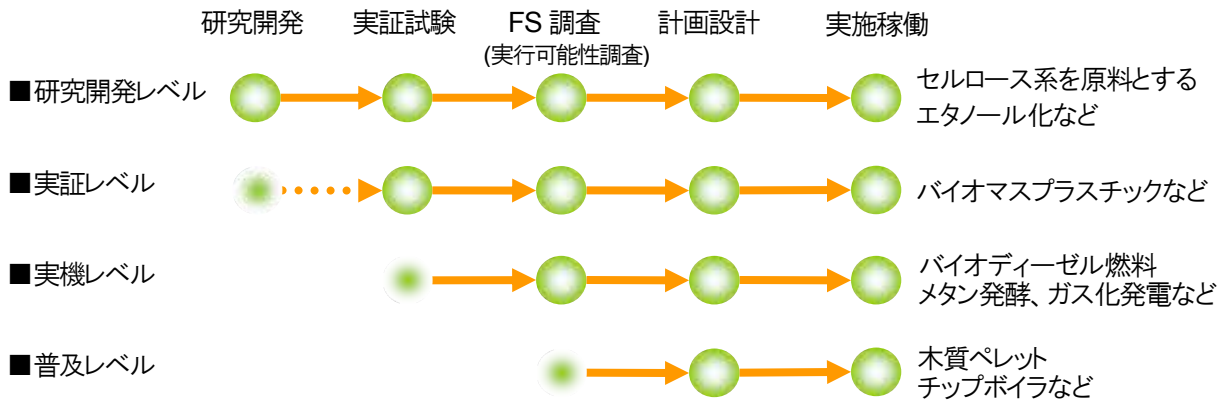 研究開発 実証試験 FS 調査 計画設計 実施稼働
(実行可能性調査)
■研究開発レベル
セルロース系を原料とする
エタノール化など
■実証レベル
バイオマスプラスチックなど
■実機レベル
バイオディーゼル燃料
メタン発酵、ガス化発電など
■普及レベル
木質ペレット
チップボイラなど